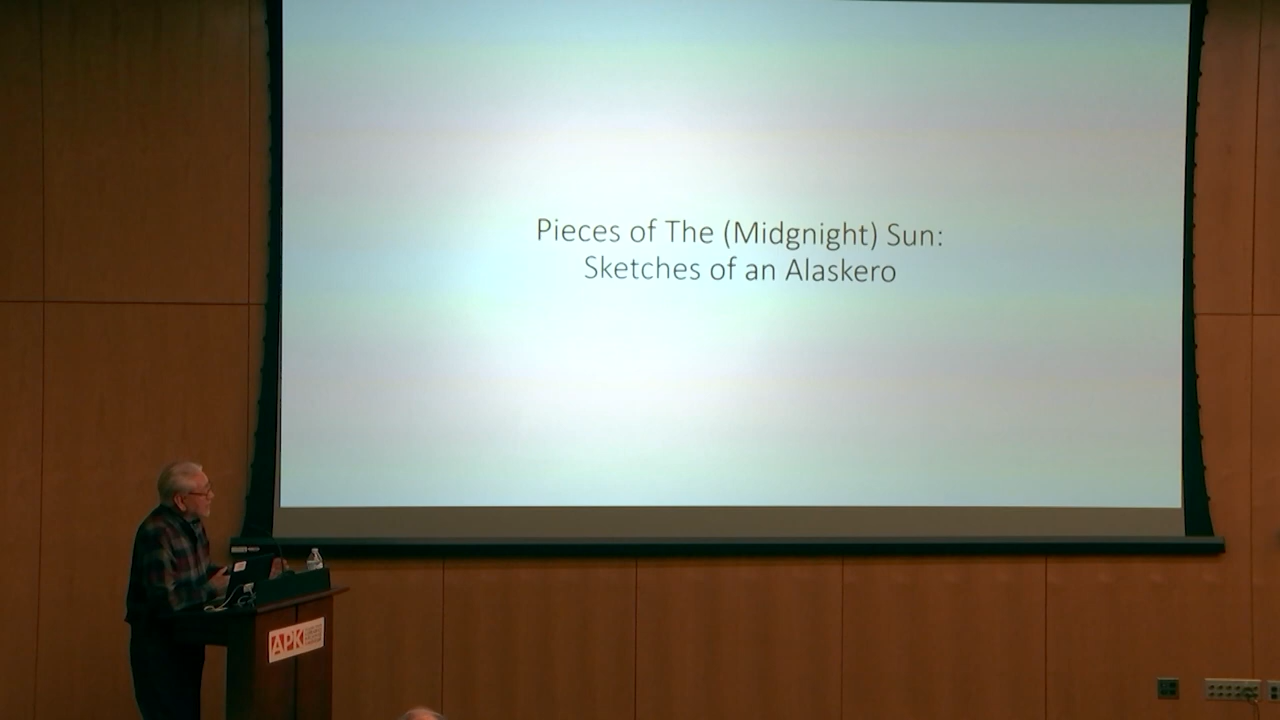 Pieces of The (Midgnight) Sun:
Sketches of an Alaskero
APK